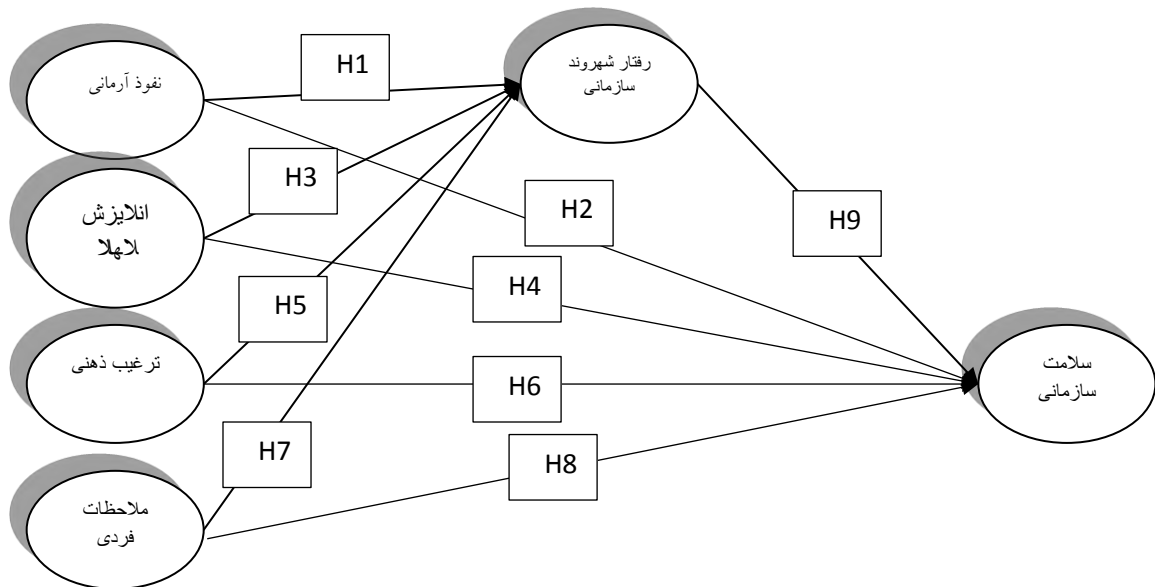 نفوذ آرمانی
H1
رفتار شهروند
سازمانی
انلایزش
H3
H2
H9
H4
H5
ترغیب ذهنی
H6
سلامت
سازمانی
H7
H8
ملاحظات
فردی